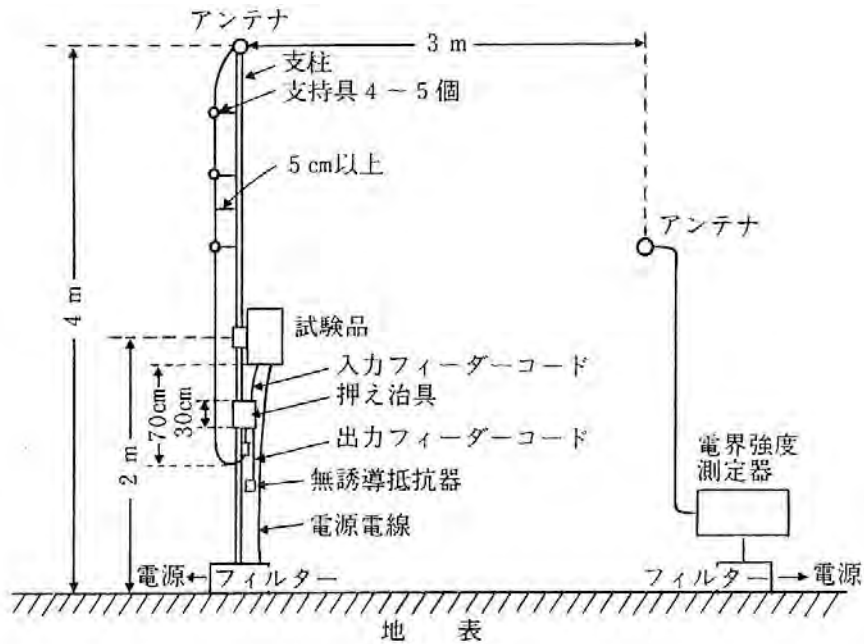 アンテナ
3 m
支柱
支持具4～5個
5 cm以上
アンテナ
4 m
試験品
入力フィーダーコード
押え治具
70cm
30cm
2 m
出力フィーダーコード
無誘導抵抗器
電源電線
電界強度
測定器
電源
フィルター
フィルター
電源
地 表